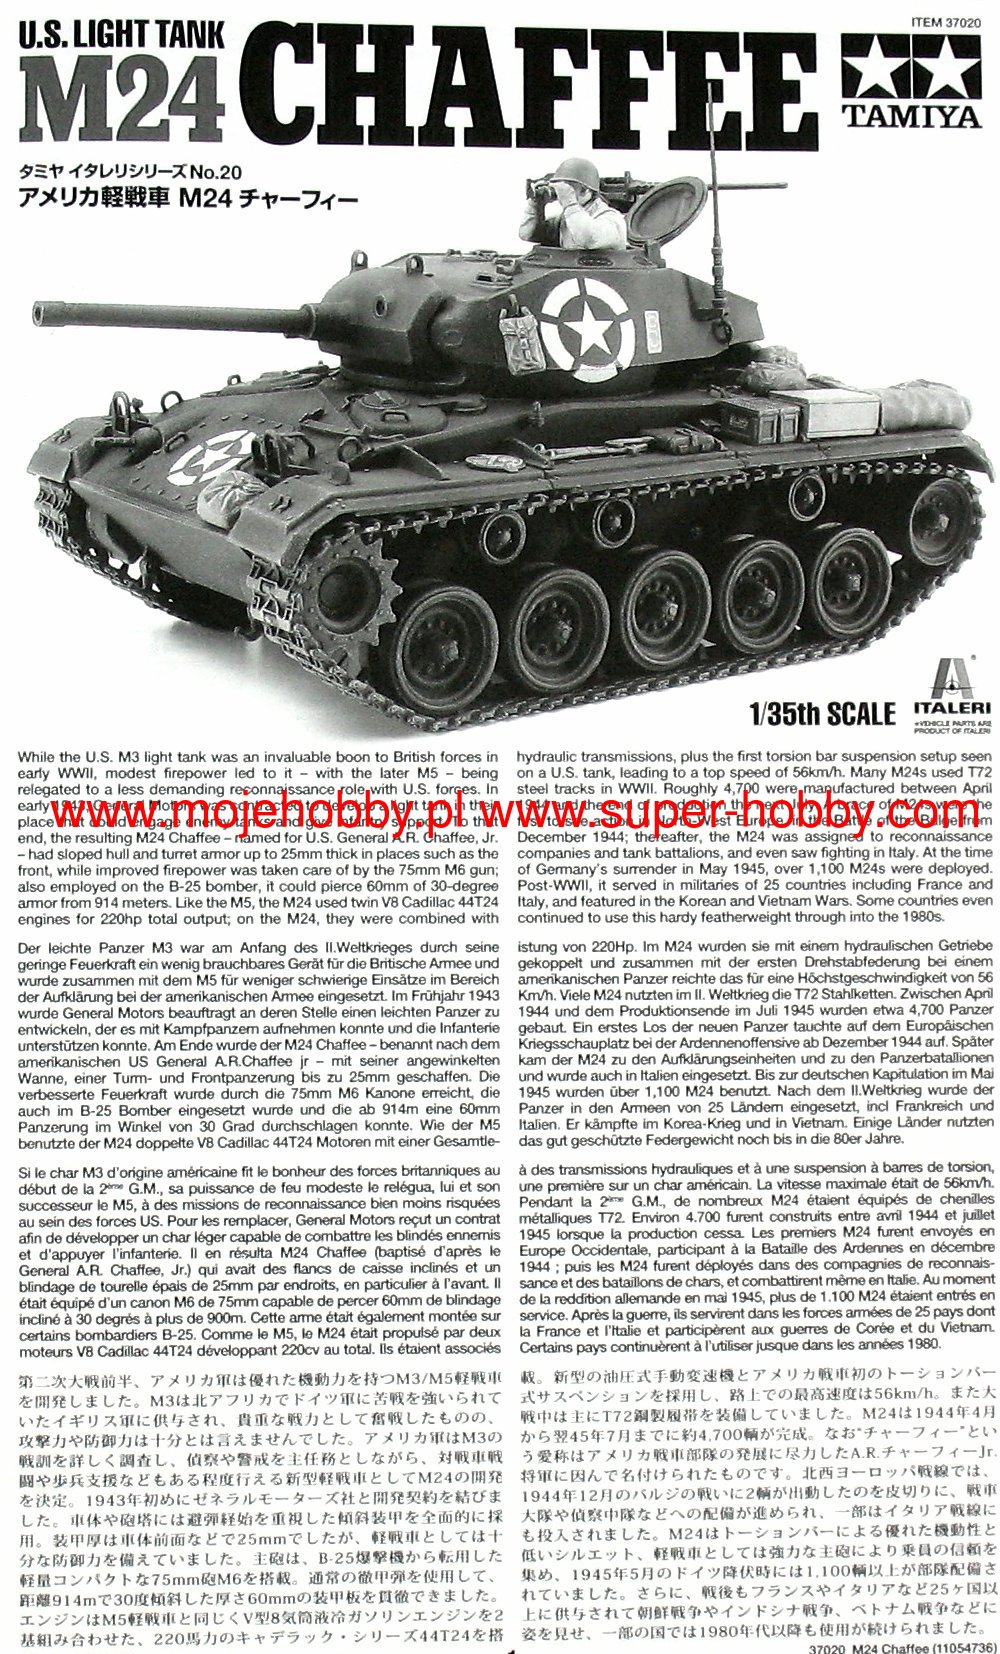 ITEM 37020
U.S. LIGHT TANK
M24 CHAFFEE
TAMIYA
タミヤ イタレリシリーズNo.20
アメリカ軽戦車 M24 チャーフィー
1/35th SCALE
ITALERI
★VEHICLE PARTS ARE
PRODUCT OF ITALERI
www.mojehobby.pl www.super-hobby.com
While the U.S. M3 light tank was an invaluable boon to British forces in
early WWII, modest firepower led to it – with the later M5 – being
relegated to a less demanding reconnaissance role with U.S. forces. In
early 1943, General Motors was contracted to develop a light tank in their
place that could engage enemy tanks and give infantry support. To that
end, the resulting M24 Chaffee – named for U.S. General A.R. Chaffee, Jr.
– had sloped hull and turret armor up to 25mm thick in places such as the
front, while improved firepower was taken care of by the 75mm M6 gun;
also employed on the B-25 bomber, it could pierce 60mm of 30-degree
armor from 914 meters. Like the M5, the M24 used twin V8 Cadillac 44T24
engines for 220hp total output; on the M24, they were combined with
hydraulic transmissions, plus the first torsion bar suspension setup seen
on a U.S. tank, leading to a top speed of 56km/h. Many M24s used T72
steel tracks in WWII. Roughly 4,700 were manufactured between April
1944 and the end of production the next July.
to see action in North-West Europe in the Battle of the Bulge from
December 1944; thereafter, the M24 was assigned to reconnaissance
companies and tank battalions, and even saw fighting in Italy. At the time
of Germany's surrender in May 1945, over 1,100 M24s were deployed.
Post-WWII, it served in militaries of 25 countries including France and
Italy, and featured in the Korean and Vietnam Wars. Some countries even
continued to use this hardy featherweight through into the 1980s.
Der leichte Panzer M3 war am Anfang des II.Weltkrieges durch seine
geringe Feuerkraft ein wenig brauchbares Gerät für die Britische Armee und
wurde zusammen mit dem M5 für weniger schwierige Einsätze im Bereich
der Aufklärung bei der amerikanischen Armee eingesetzt. Im Frühjahr 1943
wurde General Motors beauftragt an deren Stelle einen leichten Panzer zu
entwickeln, der es mit Kampfpanzern aufnehmen konnte und die Infanterie
unterstützen konnte. Am Ende wurde der M24 Chaffee – benannt nach dem
amerikanischen US General A.R.Chaffee jr – mit seiner angewinkelten
Wanne, einer Turm- und Frontpanzerung bis zu 25mm geschaffen. Die
verbesserte Feuerkraft wurde durch die 75mm M6 Kanone erreicht, die
auch im B-25 Bomber eingesetzt wurde und die ab 914m eine 60mm
Panzerung im Winkel von 30 Grad durchschlagen konnte. Wie der M5
benutzte der M24 doppelte V8 Cadillac 44T24 Motoren mit einer Gesamtle-
istung von 220Hp. Im M24 wurden sie mit einem hydraulischen Getriebe
gekoppelt und zusammen mit der ersten Drehstabfederung bei einem
amerikanischen Panzer reichte das für eine Höchstgeschwindigkeit von 56
Km/h. Viele M24 nutzten im II. Weltkrieg die T72 Stahlketten. Zwischen April
1944 und dem Produktionsende im Juli 1945 wurden etwa 4,700 Panzer
gebaut. Ein erstes Los der neuen Panzer tauchte auf dem Europäischen
Kriegsschauplatz bei der Ardennenoffensive ab Dezember 1944 auf. Später
kam der M24 zu den Aufklärungseinheiten und zu den Panzerbatallionen
und wurde auch in Italien eingesetzt. Bis zur deutschen Kapitulation im Mai
1945 wurden über 1,100 M24 benutzt. Nach dem II.Weltkrieg wurde der
Panzer in den Armeen von 25 Ländern eingesetzt, incl Frankreich und
Italien. Er kämpfte im Korea-Krieg und in Vietnam. Einige Länder nutzten
das gut geschützte Federgewicht noch bis in die 80er Jahre.
Si le char M3 d'origine américaine fit le bonheur des forces britanniques au
début de la 2ème G.M., sa puissance de feu modeste le relégua, lui et son
successeur le M5, à des missions de reconnaissance bien moins risquées
au sein des forces US. Pour les remplacer, General Motors reçut un contrat
afin de développer un char léger capable de combattre les blindés ennemis
et d'appuyer l'infanterie. Il en résulta M24 Chaffee (baptisé d'après le
General A.R. Chaffee, Jr.) qui avait des flancs de caisse inclinés et un
blindage de tourelle épais de 25mm par endroits, en particulier à l'avant. Il
était équipé d'un canon M6 de 75mm capable de percer 60mm de blindage
incliné à 30 degrés à plus de 900m. Cette arme était également montée sur
certains bombardiers B-25. Comme le M5, le M24 était propulsé par deux
moteurs V8 Cadillac 44T24 développant 220cv au total. Ils étaient associés
à des transmissions hydrauliques et à une suspension à barres de torsion,
une première sur un char américain. La vitesse maximale était de 56km/h.
Pendant la 2ème G.M., de nombreux M24 étaient équipés de chenilles
métalliques T72. Environ 4.700 furent construits entre avril 1944 et juillet
1945 lorsque la production cessa. Les premiers M24 furent envoyés en
Europe Occidentale, participant à la Bataille des Ardennes en décembre
1944 ; puis les M24 furent déployés dans des compagnies de reconnais-
sance et des bataillons de chars, et combattirent même en Italie. Au moment
de la reddition allemande en mai 1945, plus de 1.100 M24 étaient entrés en
service. Après la guerre, ils servirent dans les forces armées de 25 pays dont
la France et l'Italie et participèrent aux guerres de Corée et du Vietnam.
Certains pays continuèrent à l'utiliser jusque dans les années 1980.
第二次大戦前半、アメリカ軍は優れた機動力を持つM3/M5軽戦車
を開発しました。M3は北アフリカでドイツ軍に苦戦を強いられて
いたイギリス軍に供与され、貴重な戦力として奮戦したものの、
攻撃力や防御力は十分とは言えませんでした。アメリカ軍はM3の
戦訓を詳しく調査し、偵察や警戒を主任務としながら、対戦車戦
闘や歩兵支援などもある程度行える新型軽戦車としてM24の開発
を決定。1943年初めにゼネラルモーターズ社と開発契約を結びま
した。車体や砲塔には避弾経始を重視した傾斜装甲を全面的に採
用。装甲厚は車体前面などで25mmでしたが、軽戦車としては十
分な防御力を備えていました。主砲は、B-25爆撃機から転用した
軽量コンパクトな75mm砲M6を搭載。通常の徹甲弾を使用して、
距離914mで30度傾斜した厚さ60mmの装甲板を貫徹できました。
エンジンはM5軽戦車と同じくV型8気筒液冷ガソリンエンジンを2
基組み合わせた、220馬力のキャデラック・シリーズ44T24を搭
載。新型の油圧式手動変速機とアメリカ戦車初のトーションバー
式サスペンションを採用し、路上での最高速度は56km/h。また大
戦中は主にT72鋼製履帯を装備していました。M24は1944年4月
から翌45年7月までに約4,700輌が完成。なお“チャーフィー”とい
う愛称はアメリカ戦車部隊の発展に尽力したA.R.チャーフィーJr.
将軍に因んで名付けられたものです。北西ヨーロッパ戦線では、
1944年12月のバルジの戦いに2輌が出動したのを皮切りに、戦車
大隊や偵察中隊などへの配備が進められ、一部はイタリア戦線に
も投入されました。M24はトーションバーによる優れた機動性と
低いシルエット、軽戦車としては強力な主砲により乗員の信頼を
集め、1945年5月のドイツ降伏時には1,100輌以上が部隊配備さ
れていました。さらに、戦後もフランスやイタリアなど25ヶ国以
上に供与されて朝鮮戦争やインドシナ戦争、ベトナム戦争などに
姿を見せ、一部の国では1980年代以降も使用が続けられました。
1
37020 M24 Chaffee (11054736)